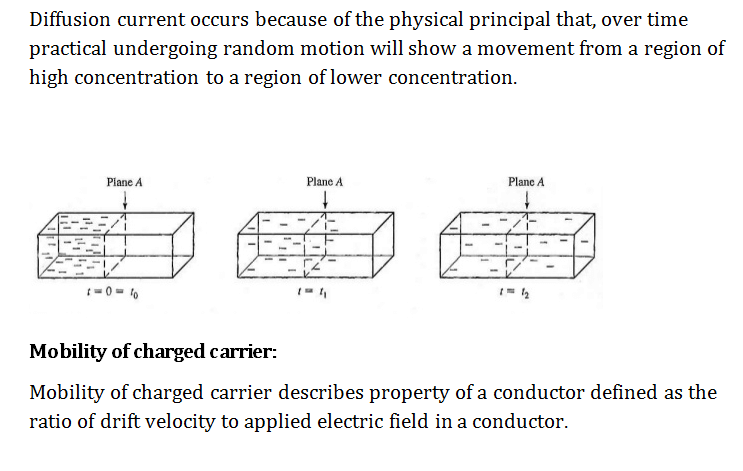 Diffusion current occurs because of the physical principal that, over time
practical undergoing random motion will show a movement from a region of
high concentration to a region of lower concentration.
Plane A
Plane A
Plane A
t = 0 = t₀
t = t₁
t = t₂
Mobility of charged carrier:
Mobility of charged carrier describes property of a conductor defined as the
ratio of drift velocity to applied electric field in a conductor.